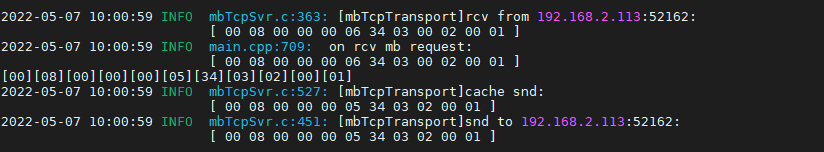 2022-05-07 10:00:59 INFO  mbTcpSvr.c:363: [mbTcpTransport]rcv from 192.168.2.113:52162:
[ 00 08 00 00 00 06 34 03 00 02 00 01 ]
2022-05-07 10:00:59 INFO  main.cpp:709:  on rcv mb request:
[ 00 08 00 00 00 06 34 03 00 02 00 01 ]
[00][08][00][00][00][05][34][03][02][00][01]
2022-05-07 10:00:59 INFO  mbTcpSvr.c:527: [mbTcpTransport]cache snd:
[ 00 08 00 00 00 05 34 03 02 00 01 ]
2022-05-07 10:00:59 INFO  mbTcpSvr.c:451: [mbTcpTransport]snd to 192.168.2.113:52162:
[ 00 08 00 00 00 05 34 03 02 00 01 ]